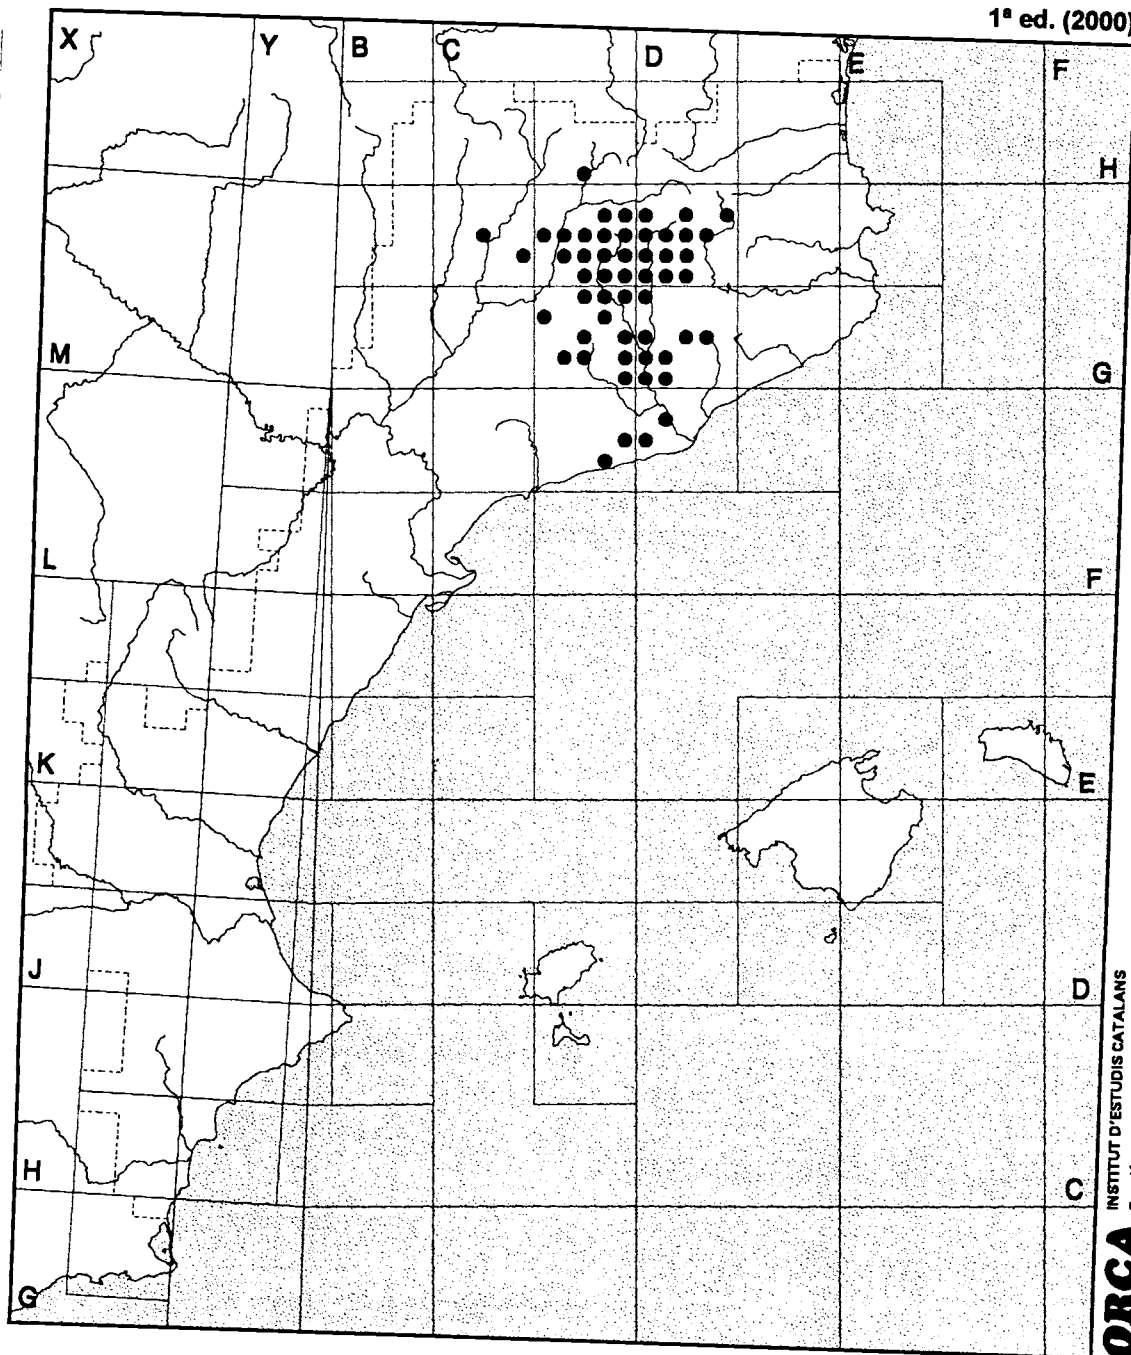 1ª ed. (2000)
X Y B C D E F
H
M G
L F
K E
J D
H C
G
ORCA INSTITUT D'ESTUDIS CATALANS